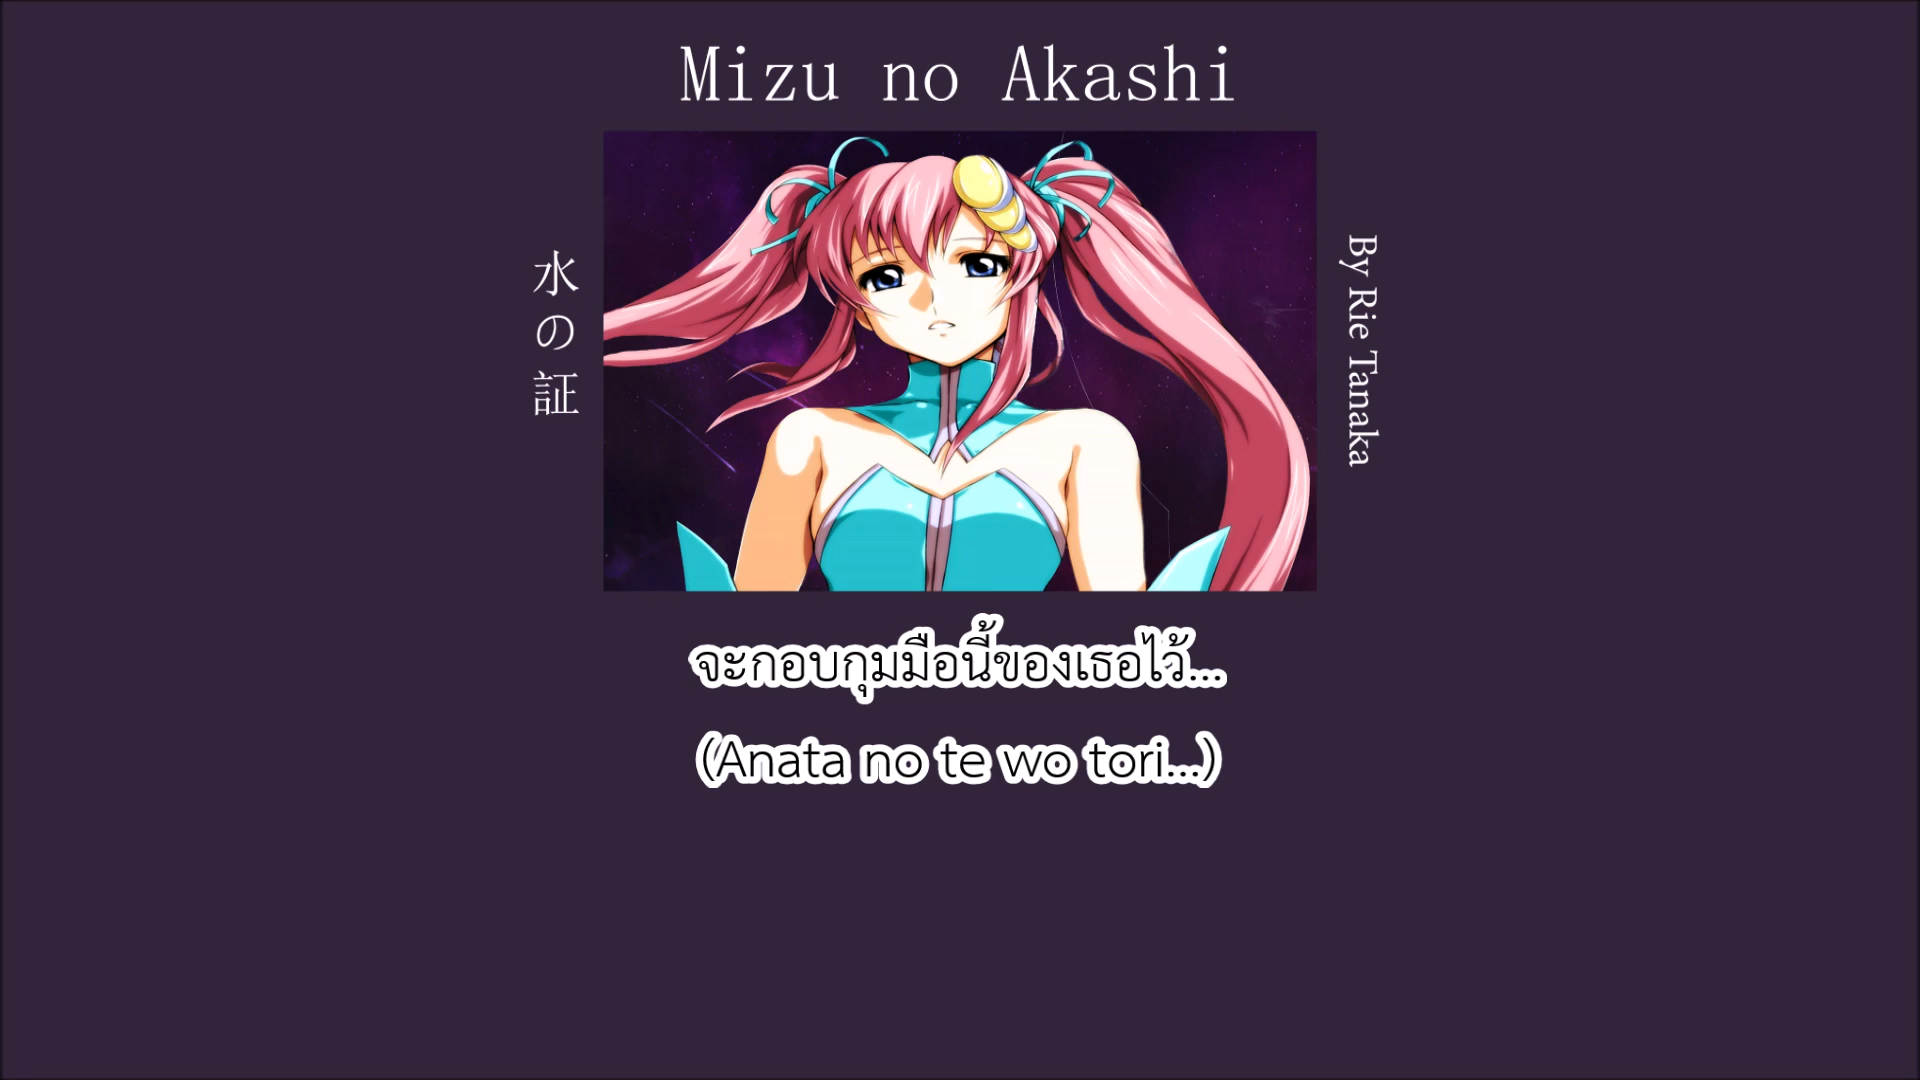 Mizu no Akashi
水の証
By Rie Tanaka
จะกอบกุมมือนี้ของเธอไว้...
(Anata no te wo tori...)